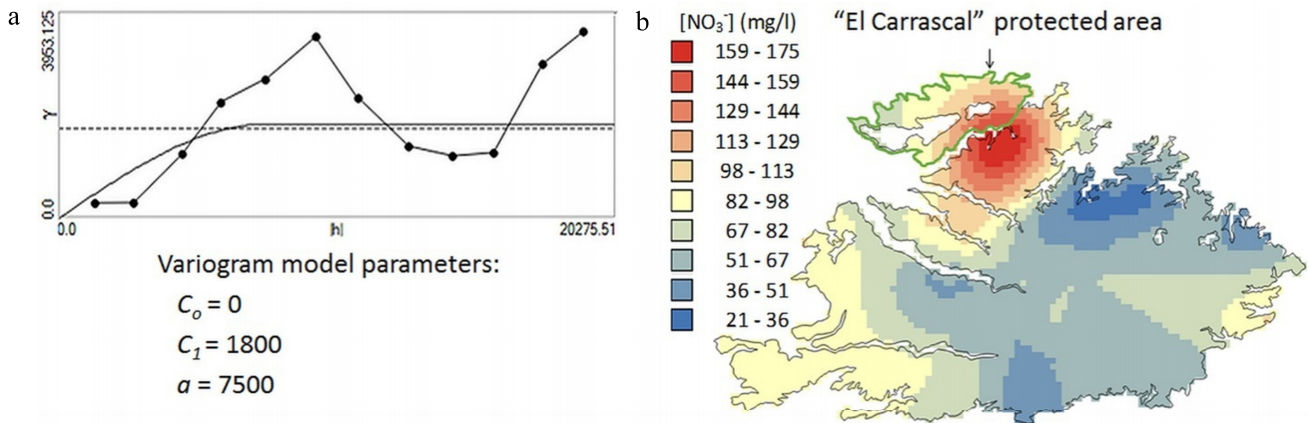 a
3953.125
γ
0.0
0.0
|h|
20275.51
Variogram model parameters:
Co = 0
C1 = 1800
a = 7500
b
[NO3-] (mg/l)
"El Carrascal" protected area
159 - 175
144 - 159
129 - 144
113 - 129
98 - 113
82 - 98
67 - 82
51 - 67
36 - 51
21 - 36